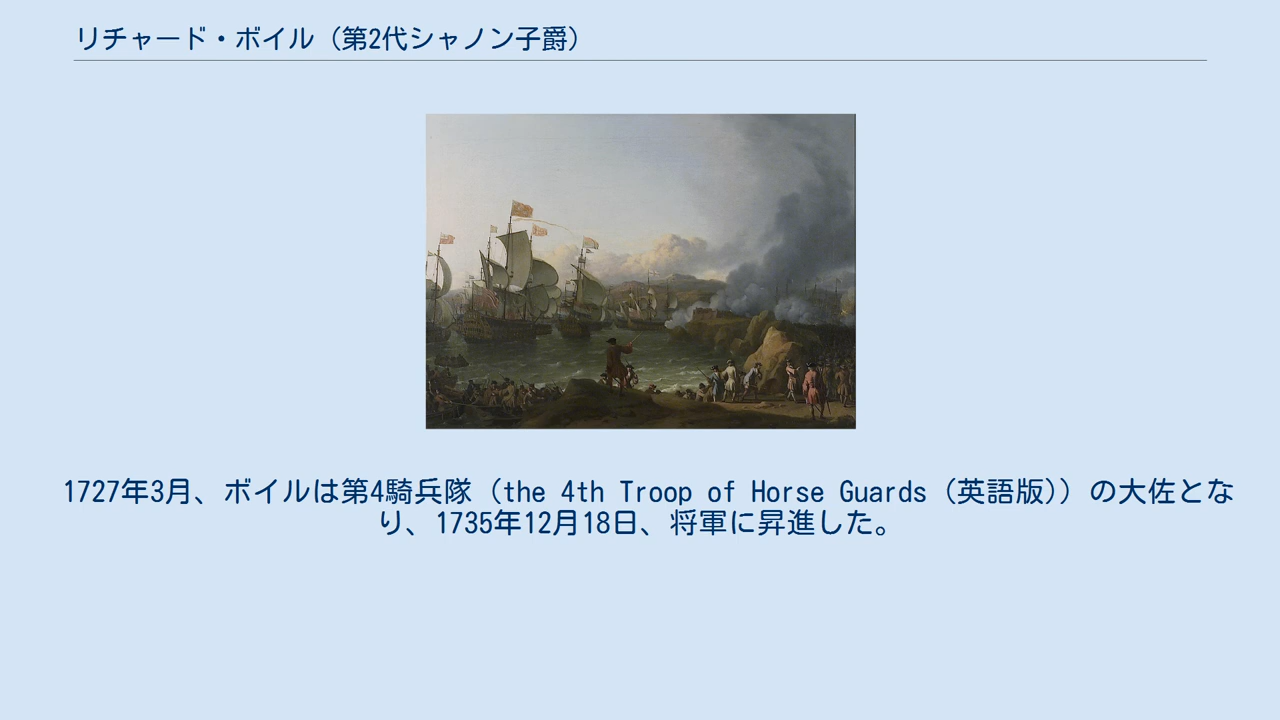 リチャード・ボイル（第2代シャノン子爵）
1727年3月、ボイルは第4騎兵隊（the 4th Troop of Horse Guards（英語版））の大佐とな
り、1735年12月18日、将軍に昇進した。